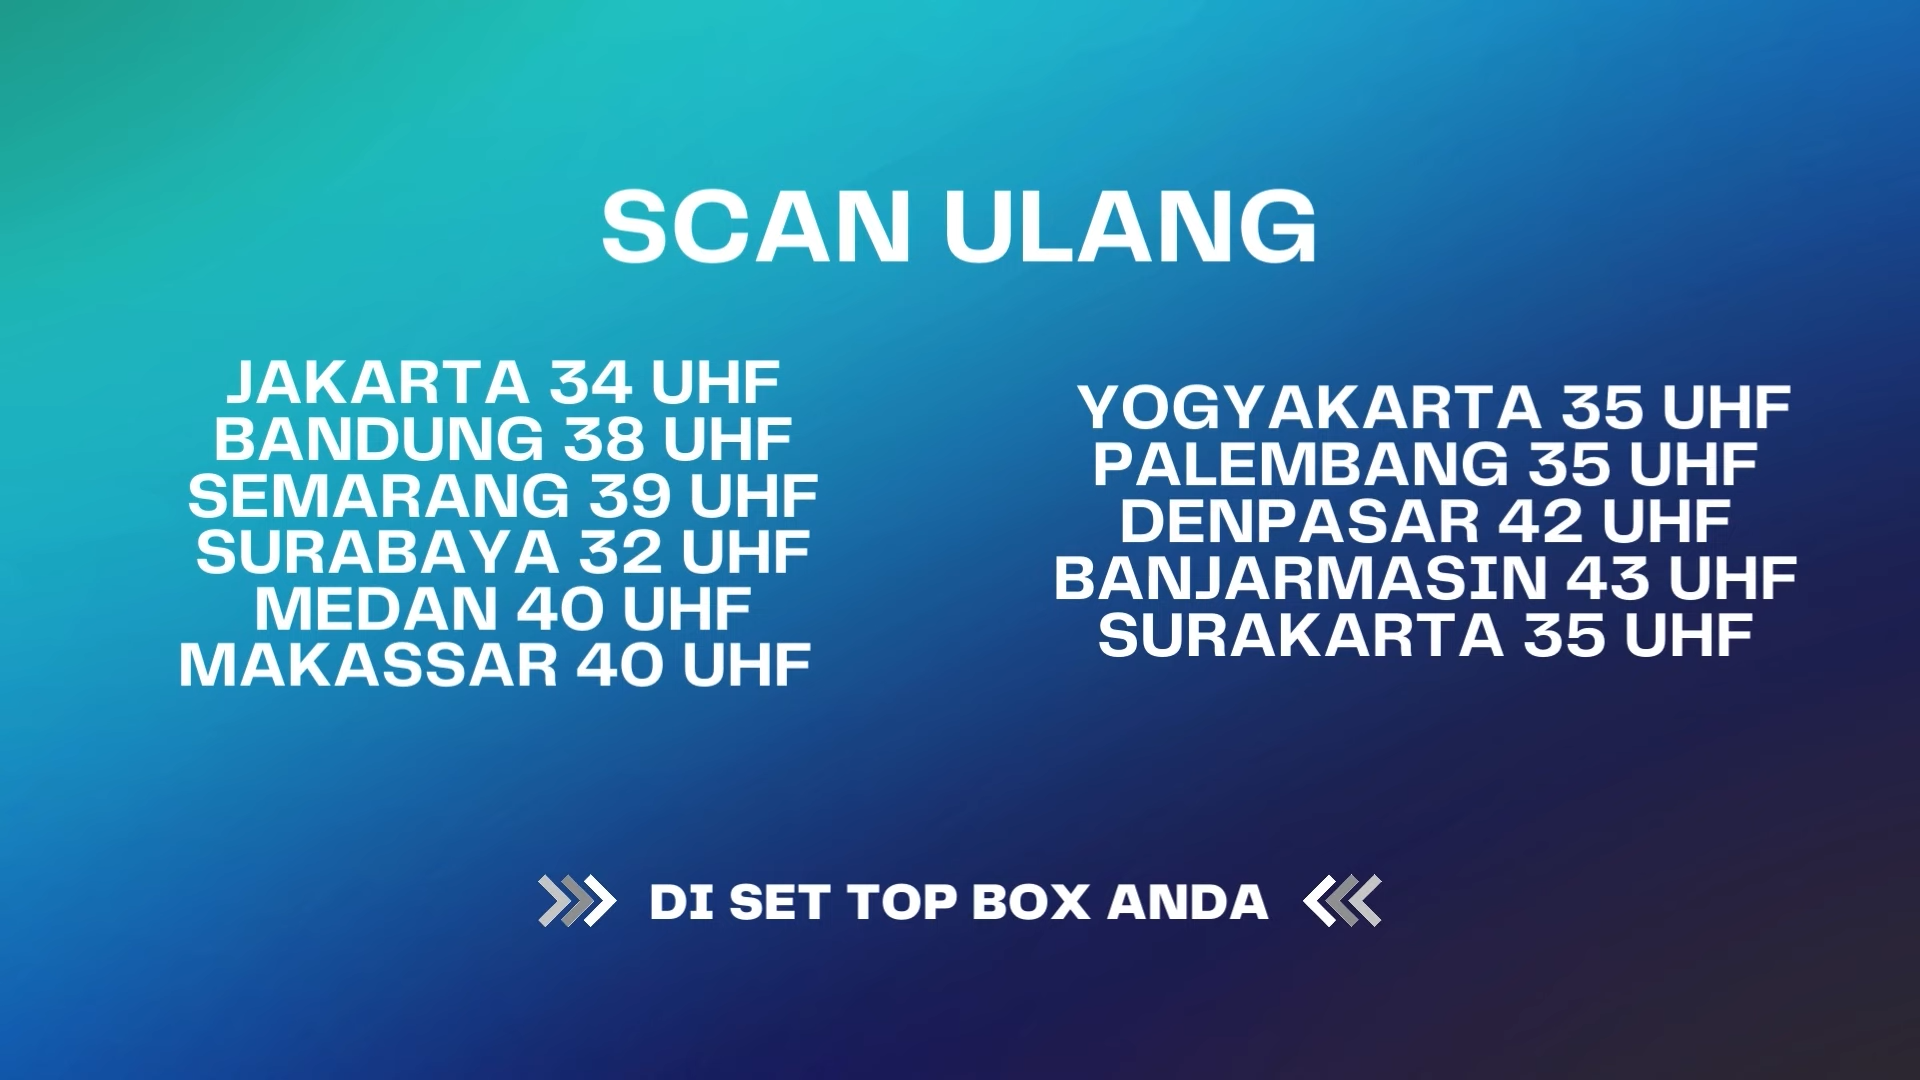 SCAN ULANG
JAKARTA 34 UHF
BANDUNG 38 UHF
SEMARANG 39 UHF
SURABAYA 32 UHF
MEDAN 40 UHF
MAKASSAR 40 UHF
YOGYAKARTA 35 UHF
PALEMBANG 35 UHF
DENPASAR 42 UHF
BANJARMASIN 43 UHF
SURAKARTA 35 UHF
DI SET TOP BOX ANDA